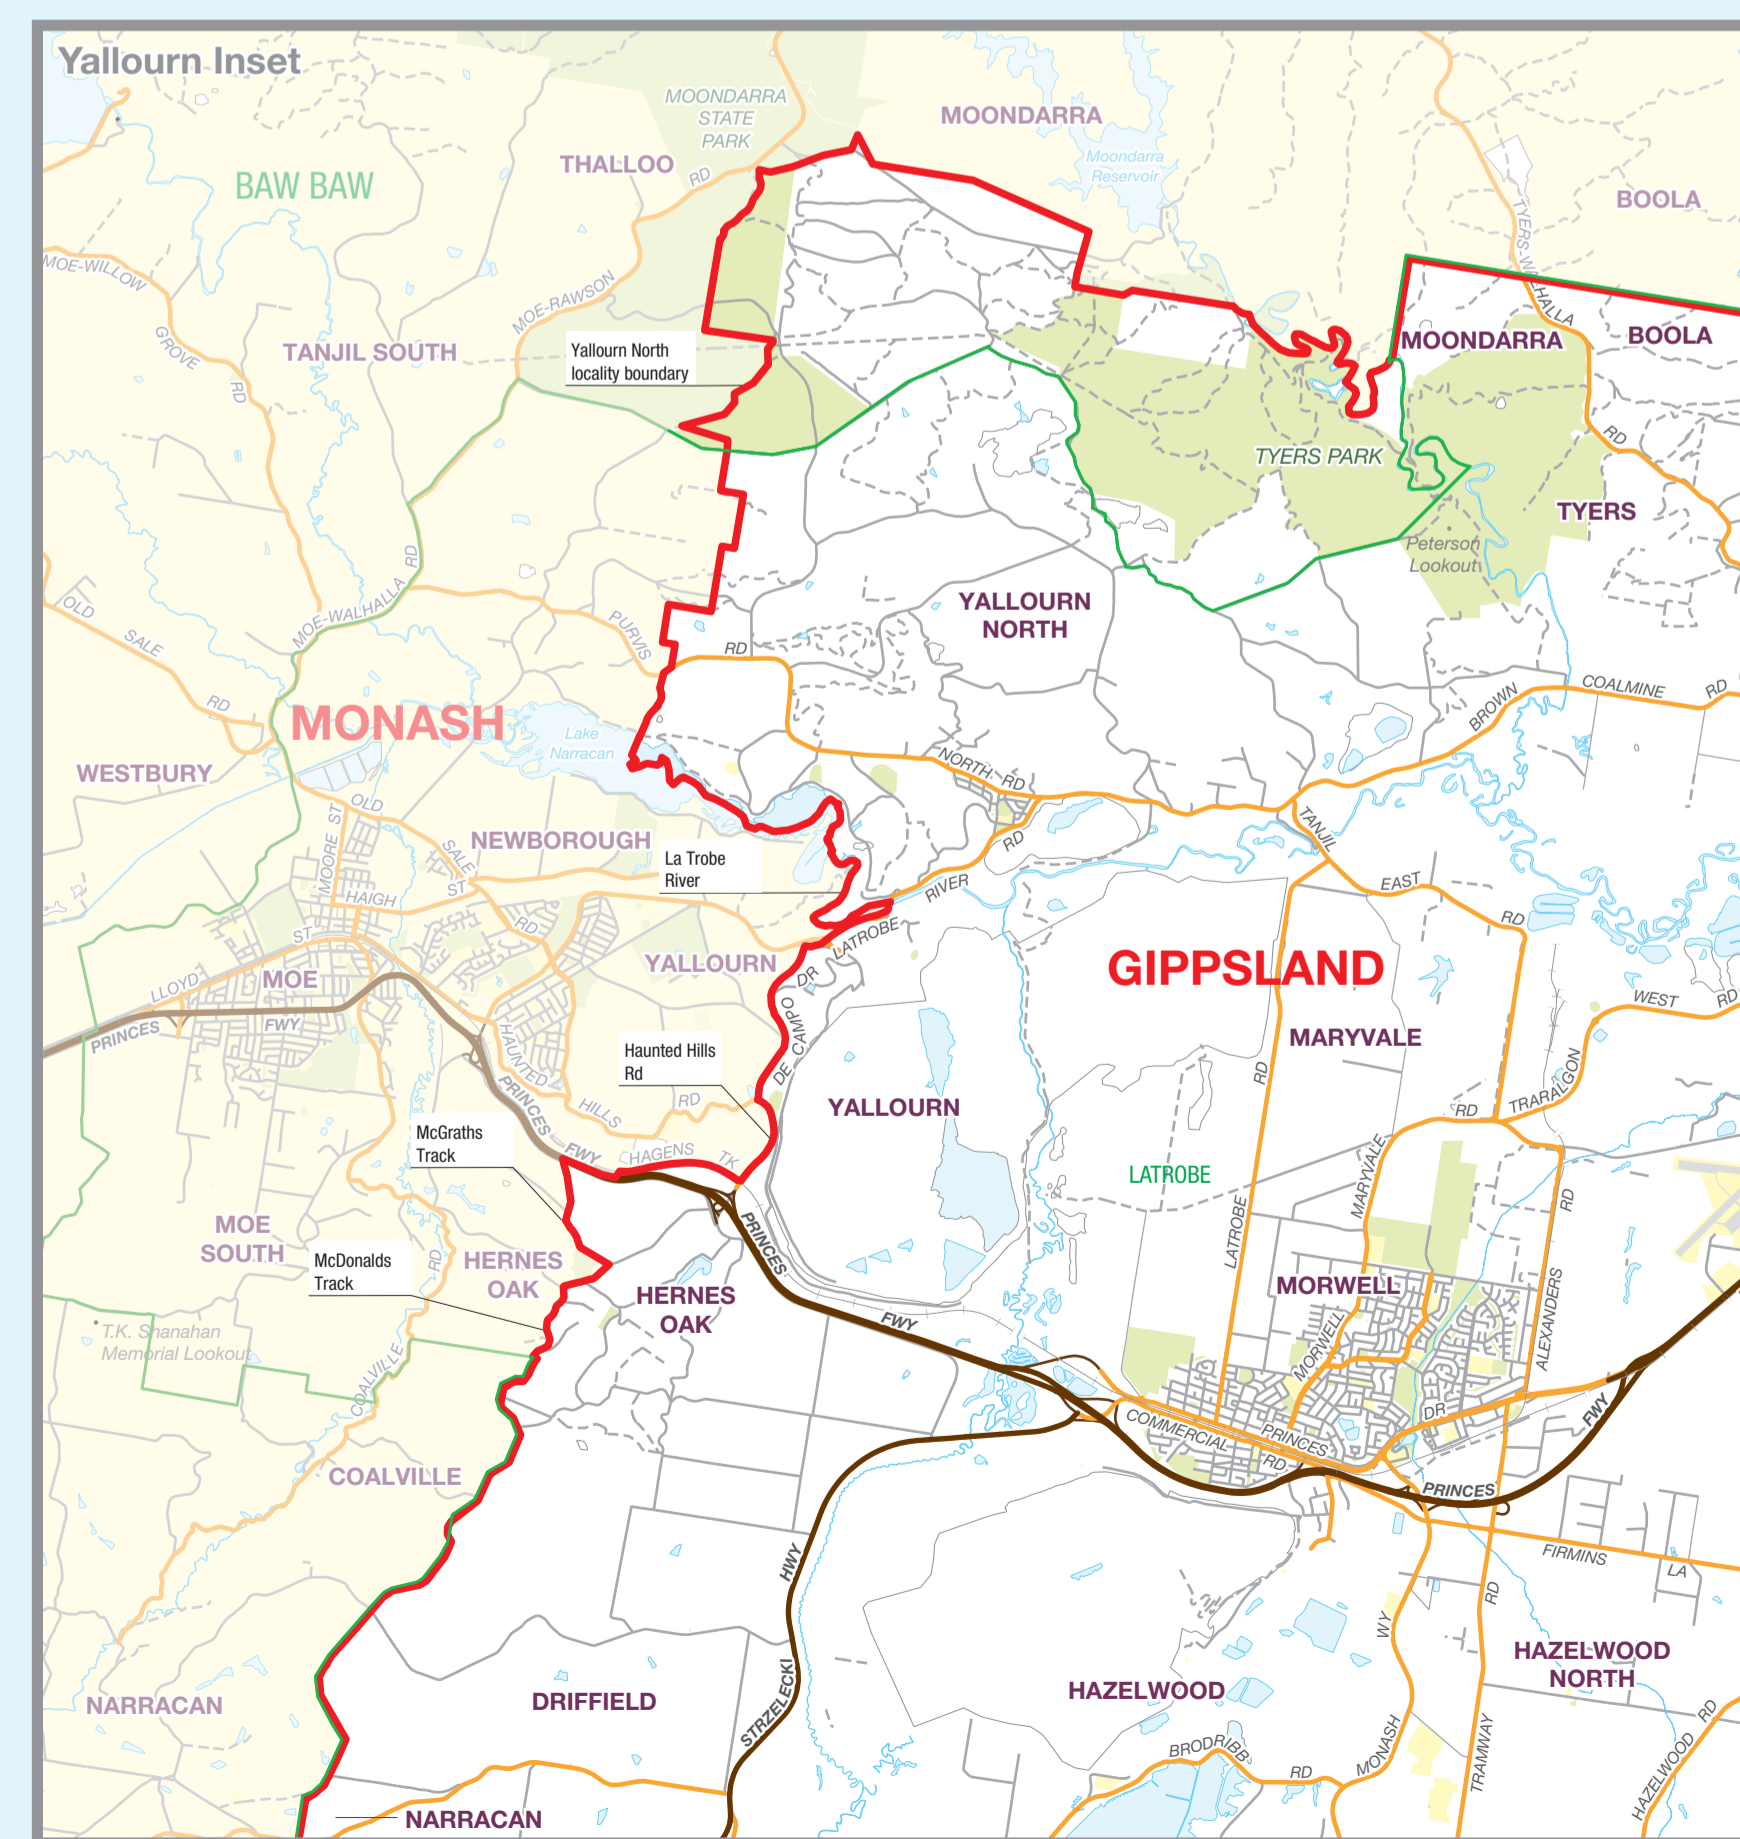 Yallourn Inset
MOONDARRA
STATE
PARK
MOONDARRA
THALLOO
RD
Moondarra
Reservoir
BAW BAW
BOOLA
TYERS-WALHALLA
MOE-WILLOW
GROVE
RD
MOE-RAWSON
TANJIL SOUTH
Yallourn North
locality boundary
MOONDARRA
BOOLA
RD
TYERS PARK
TYERS
Peterson
Lookout
MOE-WALHALLA
RD
OLD
SALE
RD
PURVIS
RD
YALLOURN
NORTH
COALMINE
RD
BROWN
MONASH
Lake
Narracan
WESTBURY
NORTH
RD
OLD
SALE
RD
MOORE ST
NEWBOROUGH
RD
TANJIL
EAST
RD
La Trobe
River
HAIGH
ST
ST
LLOYD
RIVER
LATROBE
YALLOURN
MOE
GIPPSLAND
DR
DE CAMPO
WEST
RD
PRINCES
FWY
HAUNTED
HILLS
RD
MARYVALE
RD
Haunted Hills
Rd
PRINCES
FWY
YALLOURN
RD
TRARALGON
McGraths
Track
HAGENS
TK
MARYVALE
LATROBE
RD
MOE
SOUTH
RD
LATROBE
McDonalds
Track
HERNES
OAK
PRINCES
FWY
HERNES
OAK
MORWELL
MORWELL
ALEXANDERS
T.K. Shanahan
Memorial Lookout
COALVILLE
COMMERCIAL
RD
PRINCES
DR
FWY
COALVILLE
PRINCES
HWY
FIRMINS
LA
RD
WY
HAZELWOOD
NORTH
NARRACAN
DRIFFIELD
STRZELECKI
HAZELWOOD
RD
BRODRIBB
RD
MONASH
TRAMWAY
HAZELWOOD
NARRACAN